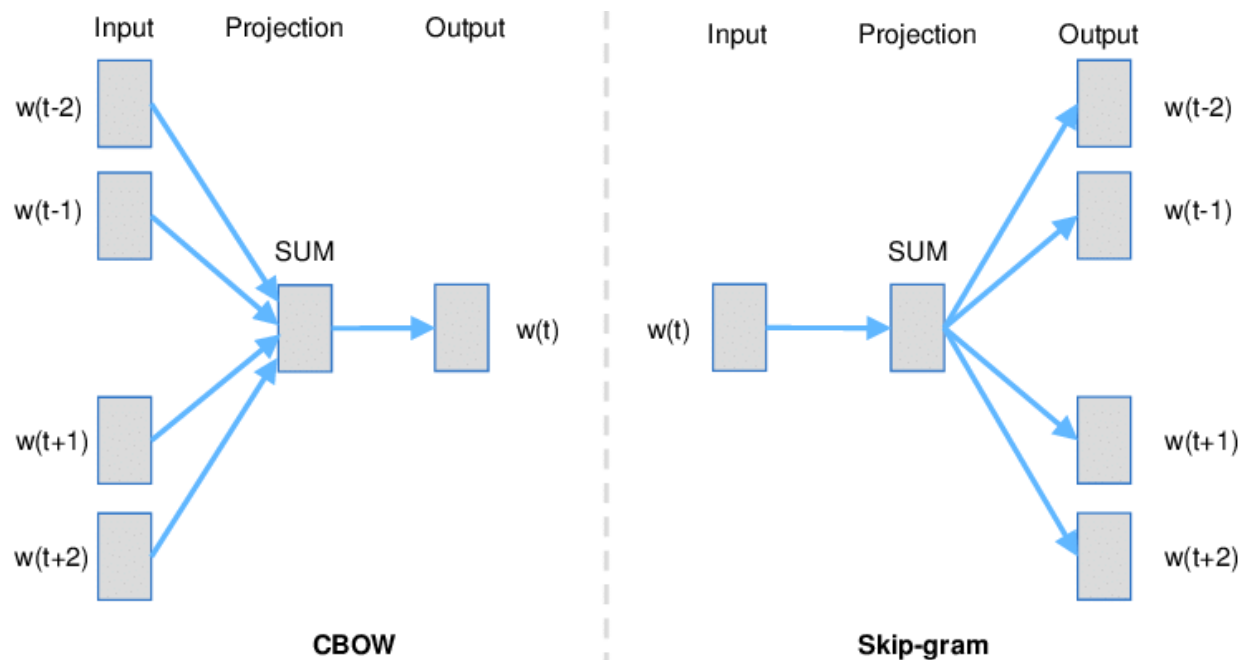 Input Projection Output
w(t-2)
w(t-1)
SUM
w(t)
w(t+1)
w(t+2)
CBOW
Input Projection Output
w(t-2)
w(t-1)
SUM
w(t)
w(t+1)
w(t+2)
Skip-gram